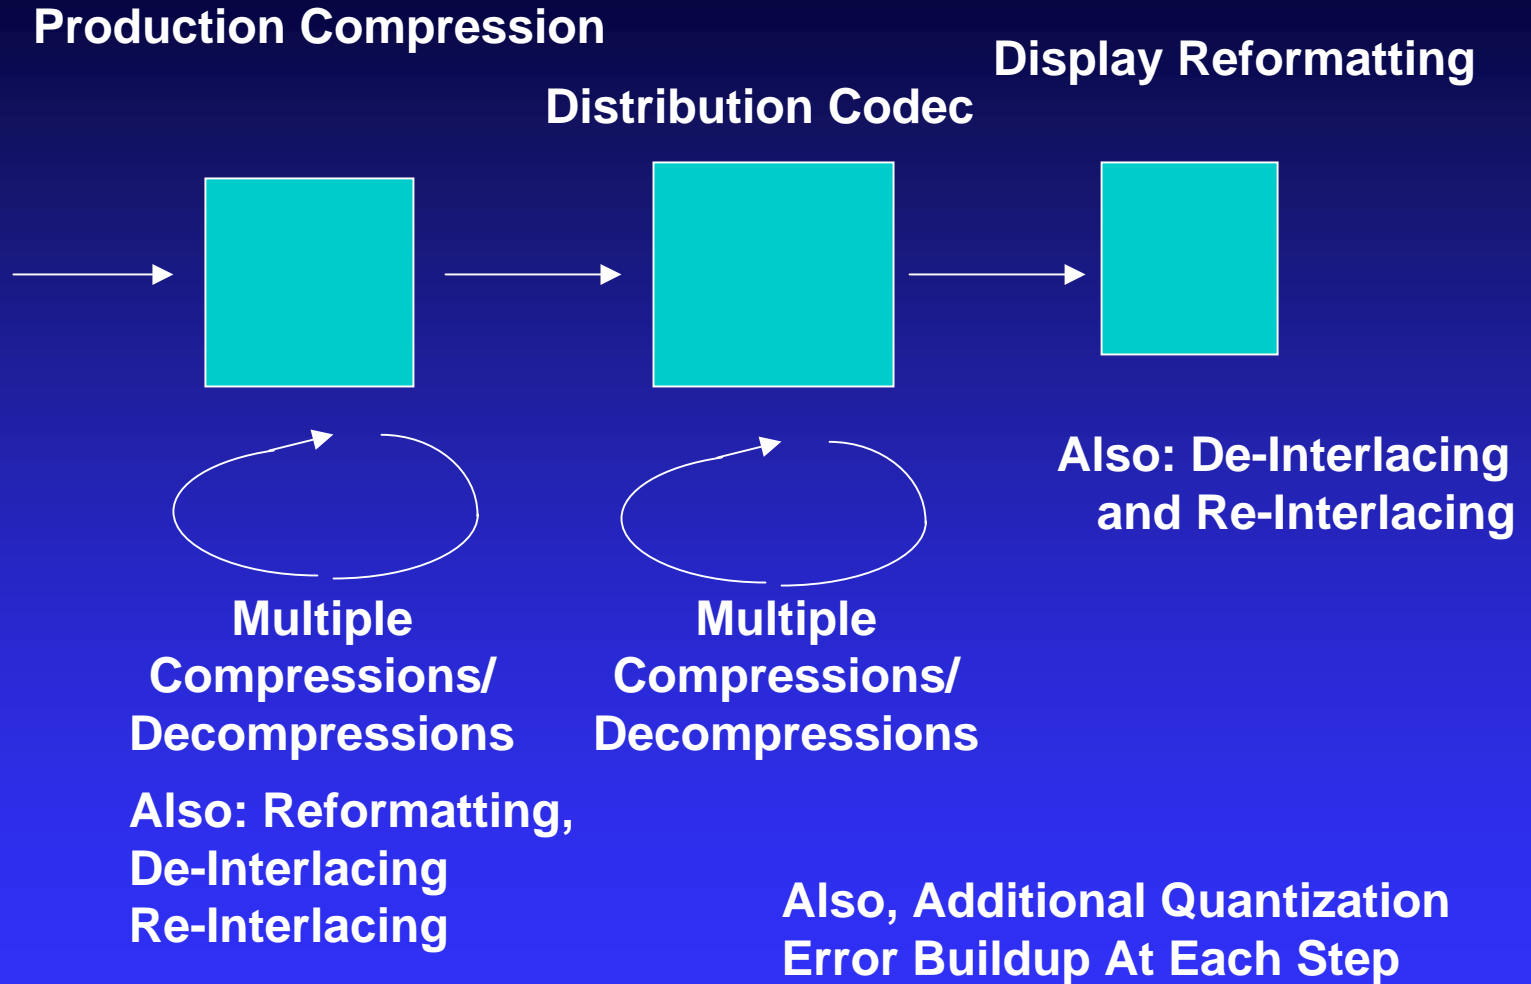 Production Compression
Distribution Codec
Display Reformatting
Multiple
Compressions/
Decompressions
Also: Reformatting,
De-Interlacing
Re-Interlacing
Multiple
Compressions/
Decompressions
Also: De-Interlacing
and Re-Interlacing
Also, Additional Quantization
Error Buildup At Each Step